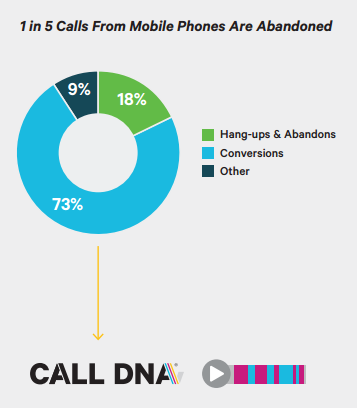 1 in 5 Calls From Mobile Phones Are Abandoned
9%
18%
73%
Hang-ups & Abandons
Conversions
Other
CALL DNA